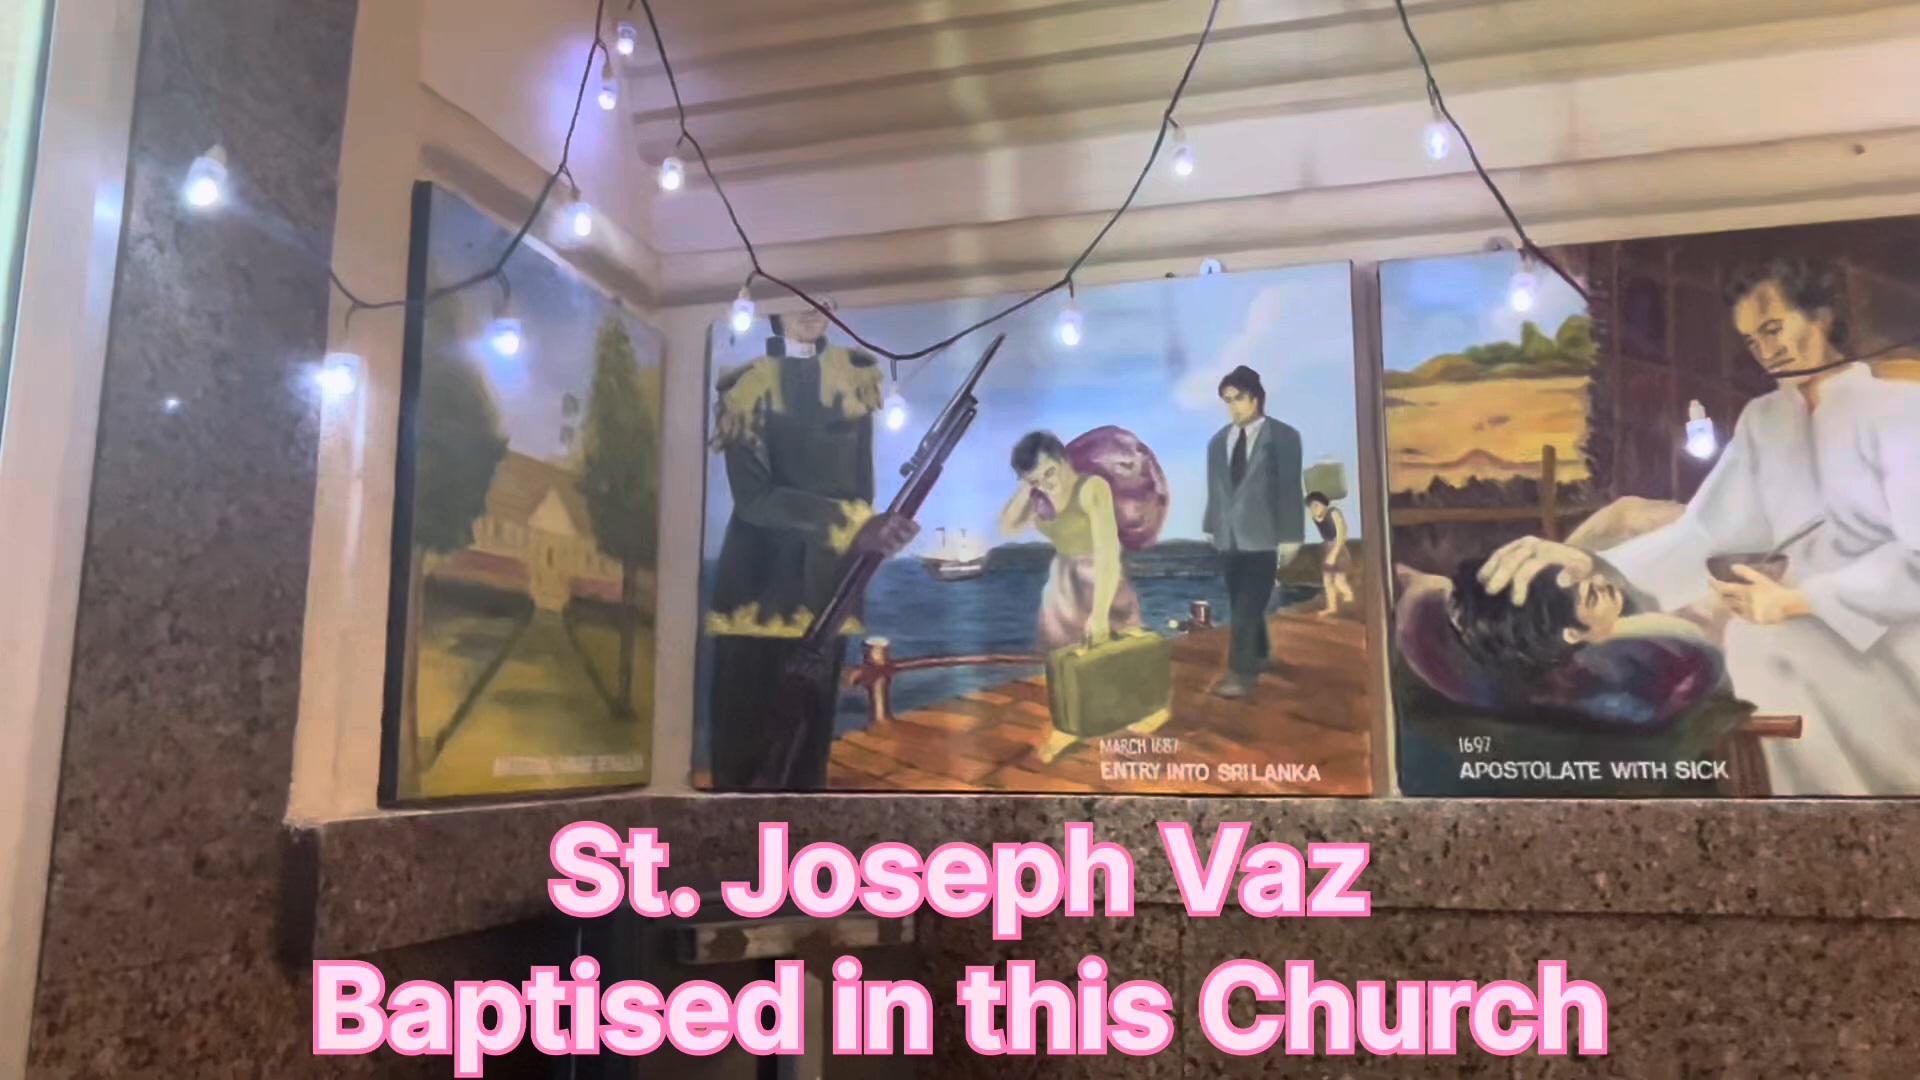 MARCH 1687
ENTRY INTO SRI LANKA
1697
APOSTOLATE WITH SICK
St. Joseph Vaz
Baptised in this Church